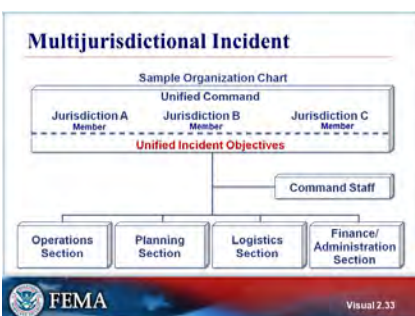 Multijurisdictional Incident
Sample Organization Chart
Unified Command
Jurisdiction A Jurisdiction B Jurisdiction C
Member Member Member
Unified Incident Objectives
Command Staff
Operations Section
Planning Section
Logistics Section
Finance/
Administration
Section
FEMA
Visual 2.33